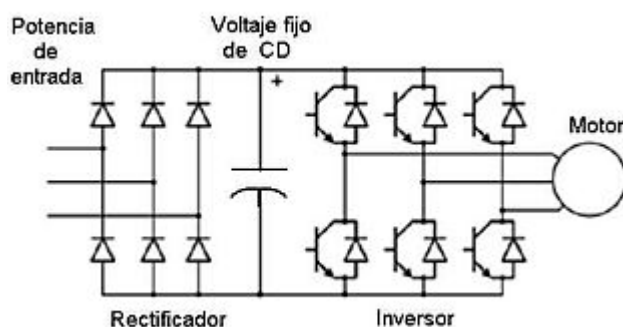 Potencia
de
entrada
Voltaje fijo
de CD
+
Motor
Rectificador
Inversor